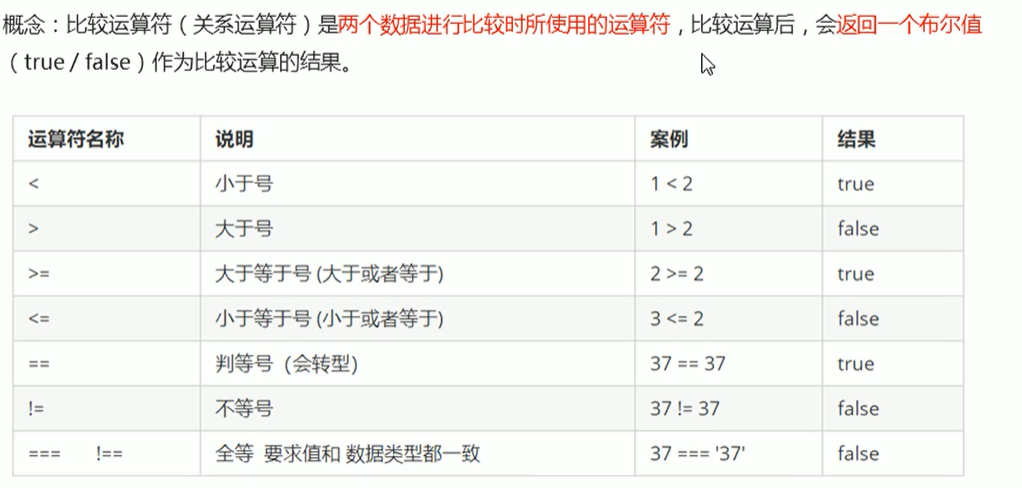 概念：比较运算符（关系运算符）是两个数据进行比较时所使用的运算符，比较运算后，会返回一个布尔值
（true / false）作为比较运算的结果。
运算符名称 说明 案例 结果
< 小于号 1 < 2 true
> 大于号 1 > 2 false
>= 大于等于号 (大于或者等于) 2 >= 2 true
<= 小于等于号 (小于或者等于) 3 <= 2 false
== 判等号（会转型) 37 == 37 true
!= 不等号 37 != 37 false
=== !== 全等 要求值和 数据类型都一致 37 === '37' false